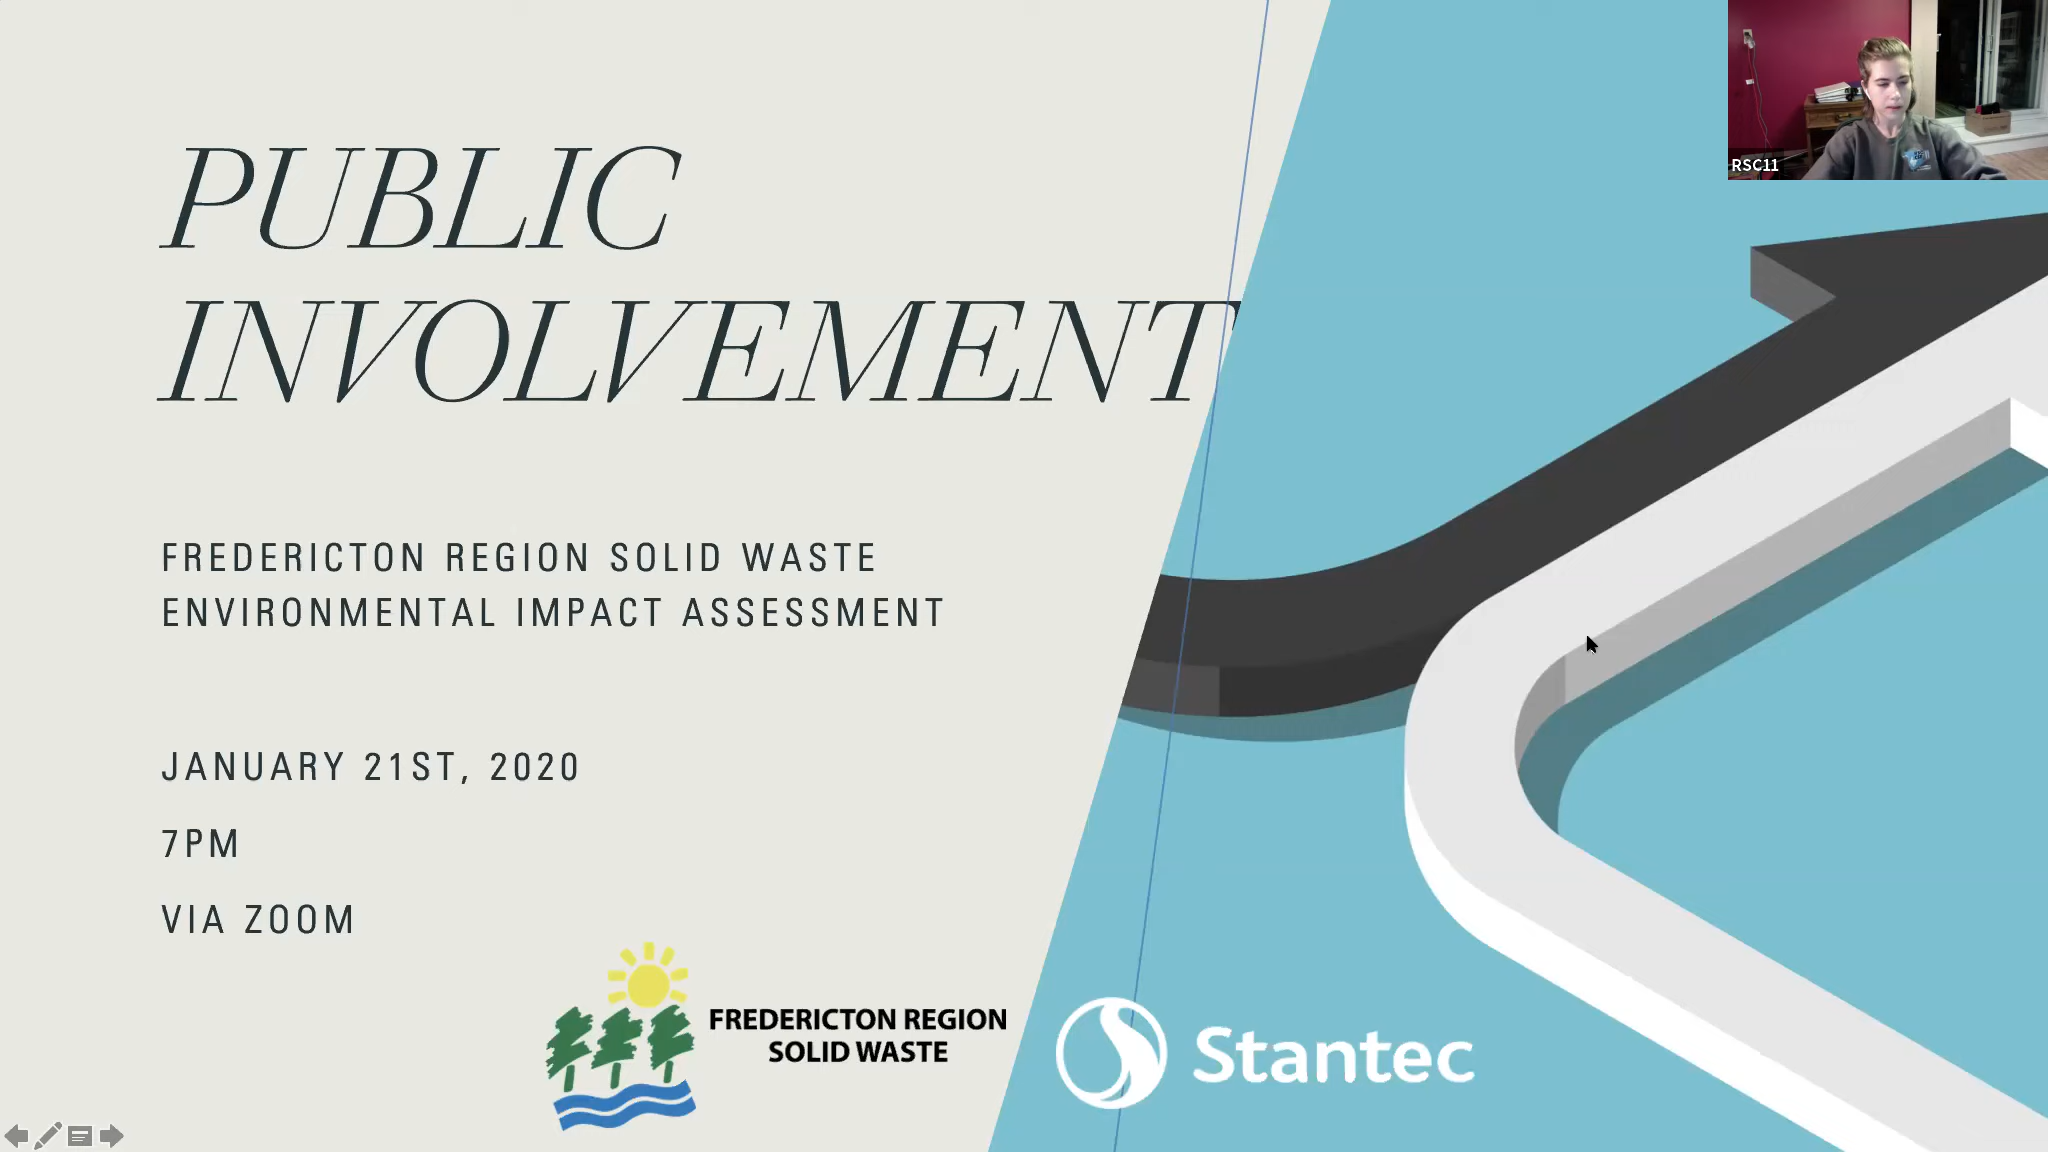 PUBLIC
INVOLVEMENT
FREDERICTON REGION SOLID WASTE
ENVIRONMENTAL IMPACT ASSESSMENT
JANUARY 21ST, 2020
7PM
VIA ZOOM
FREDERICTON REGION
SOLID WASTE
Stantec
RSC11